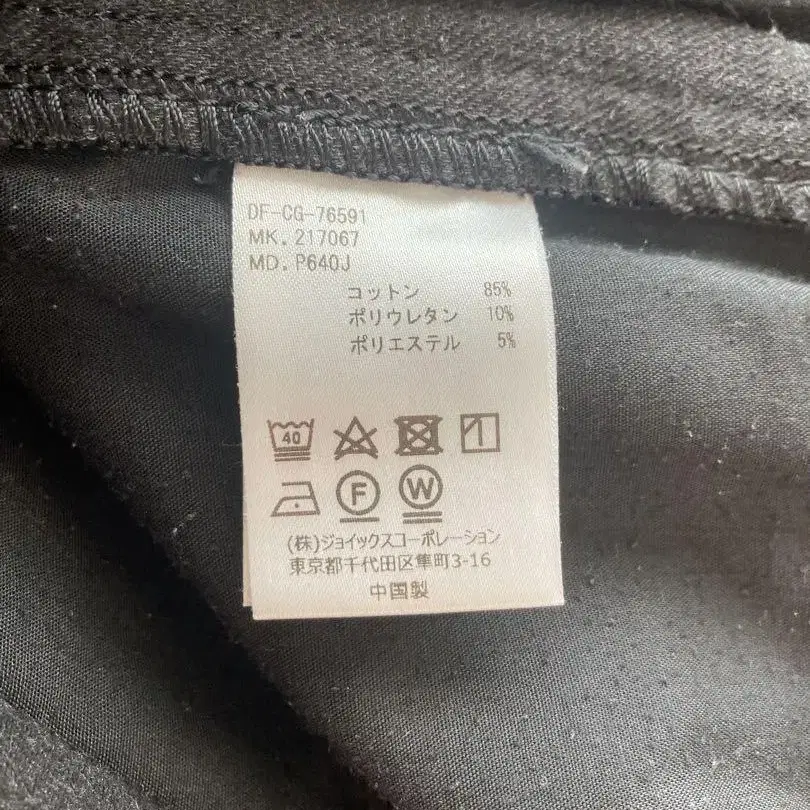 DF-CG-76591
MK. 217067
MD. P640J
コットン 85%
ポリウレタン 10%
ポリエステル 5%
40
F W
(株)ジョイックスコーポレーション
東京都千代田区隼町3-16
中国製